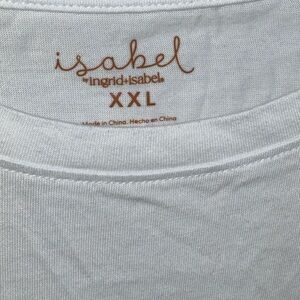 isabel
by ingrid+isabel®
XXL
Made in China. Hecho en China